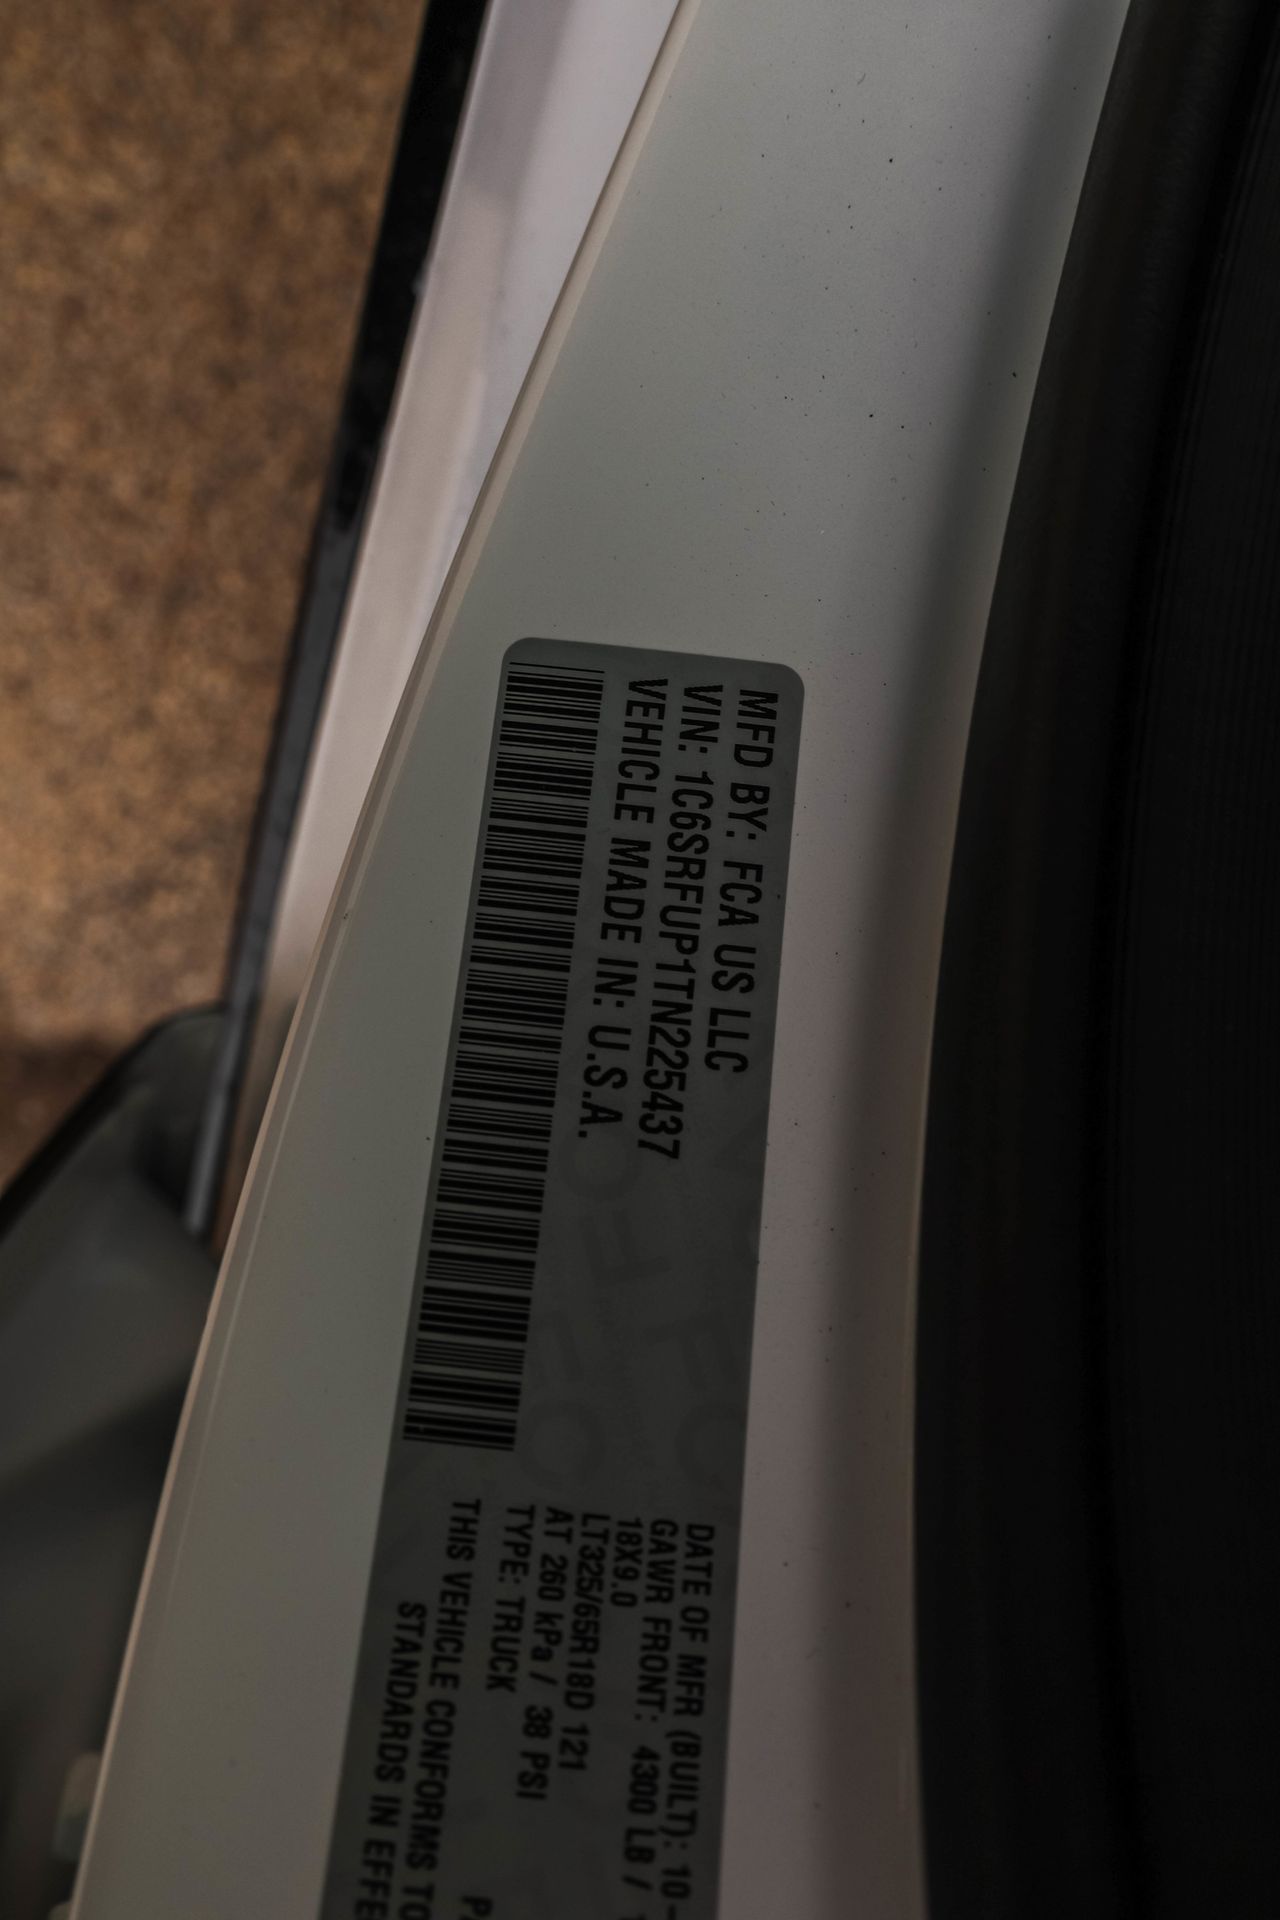 MFD BY: FCA US LLC
VIN: 1C6SRFUP1TN225437
VEHICLE MADE IN: U.S.A.
DATE OF MFR (BUILT): 10-
GAWR FRONT: 4300 LB /
18X9.0
LT325/65R18D 121
AT 260 kPa / 38 PSI
TYPE: TRUCK
THIS VEHICLE CONFORMS TO
STANDARDS IN EFFE